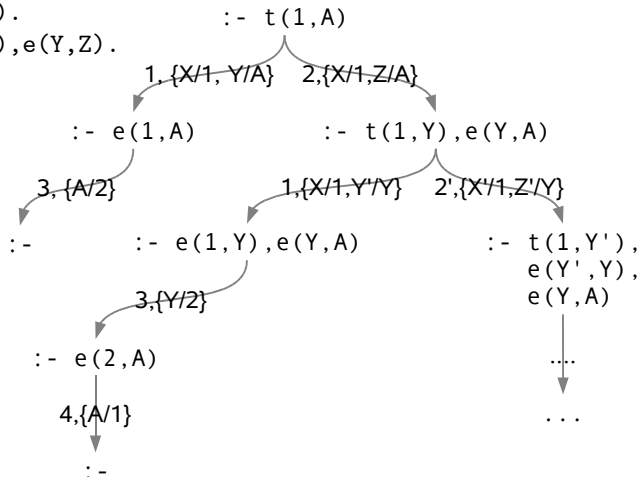 ).
:- t(1,A)
),e(Y,Z).
1, {X/1, Y/A}
2,{X/1,Z/A}
:- e(1,A)
:- t(1,Y),e(Y,A)
3, {A/2}
1,{X/1,Y'/Y}
2',{X'/1,Z'/Y}
:-
:- e(1,Y),e(Y,A)
:- t(1,Y'),
e(Y',Y),
e(Y,A)
3,{Y/2}
:- e(2,A)
....
4,{A/1}
...
:-